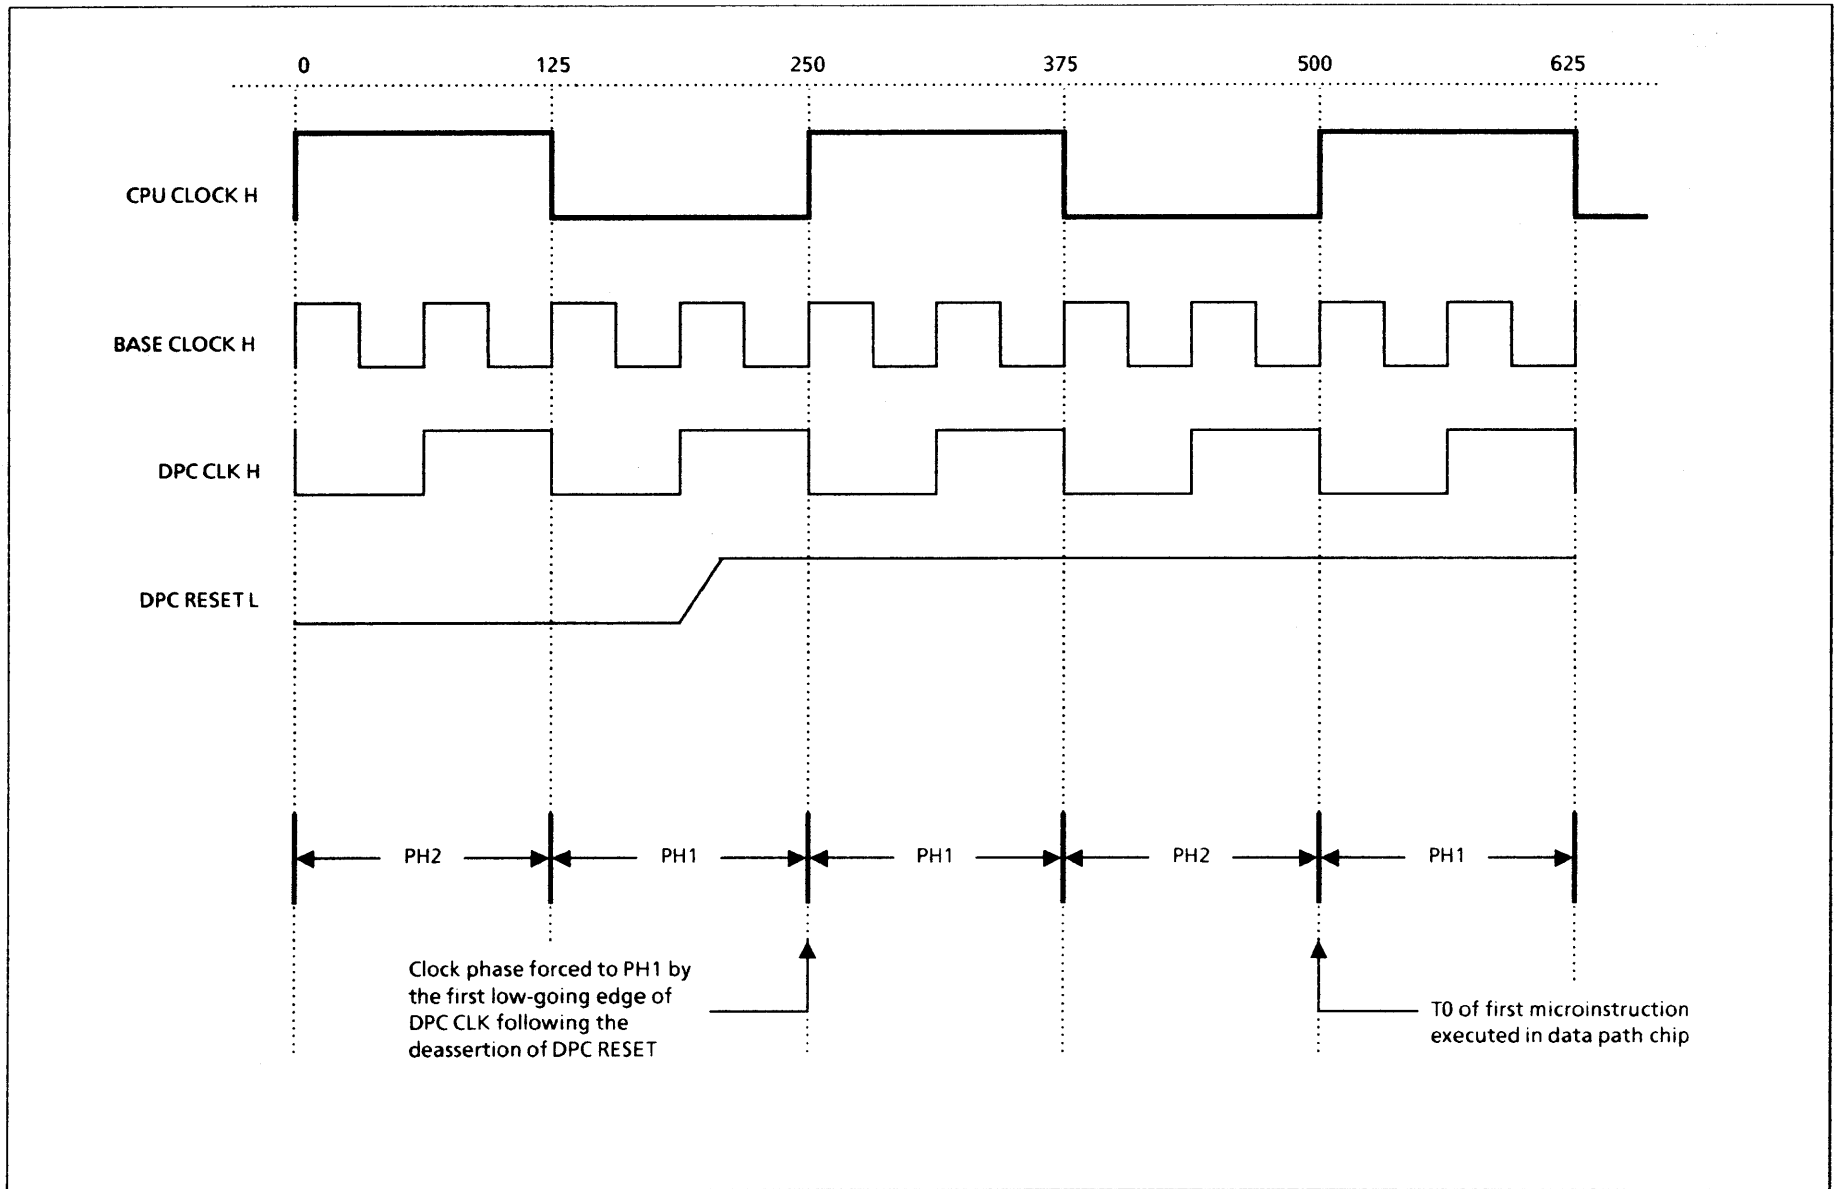 0 125 250 375 500 625
CPU CLOCK H
BASE CLOCK H
DPC CLK H
DPC RESET L
PH2 PH1 PH1 PH2 PH1
Clock phase forced to PH1 by
the first low-going edge of
DPC CLK following the
deassertion of DPC RESET
T0 of first microinstruction
executed in data path chip